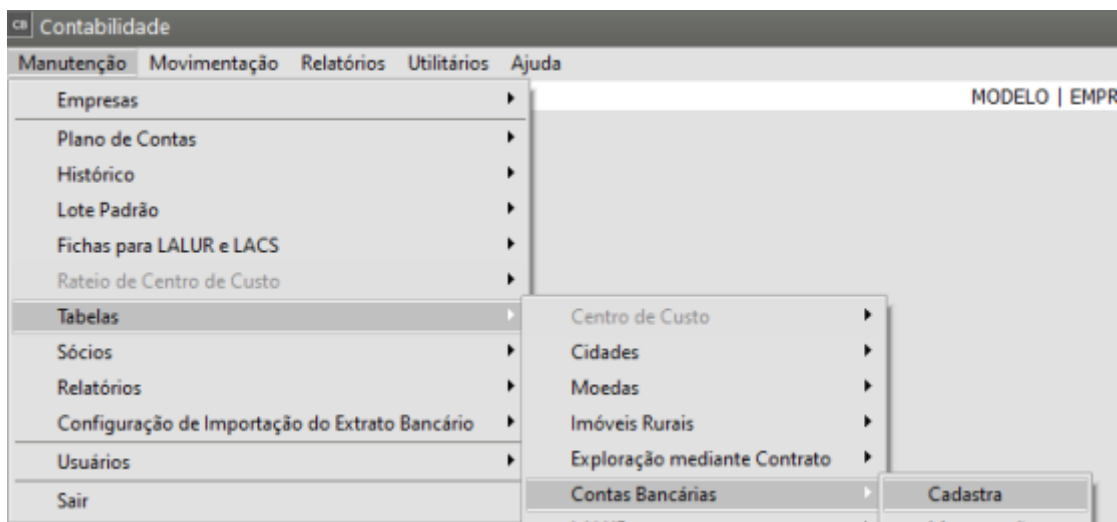 CB Contabilidade
Manutenção Movimentação Relatórios Utilitários Ajuda
MODELO | EMPR
Empresas
Plano de Contas
Histórico
Lote Padrão
Fichas para LALUR e LACS
Rateio de Centro de Custo
Tabelas
Sócios
Relatórios
Configuração de Importação do Extrato Bancário
Usuários
Sair
Centro de Custo
Cidades
Moedas
Imóveis Rurais
Exploração mediante Contrato
Contas Bancárias
Cadastra